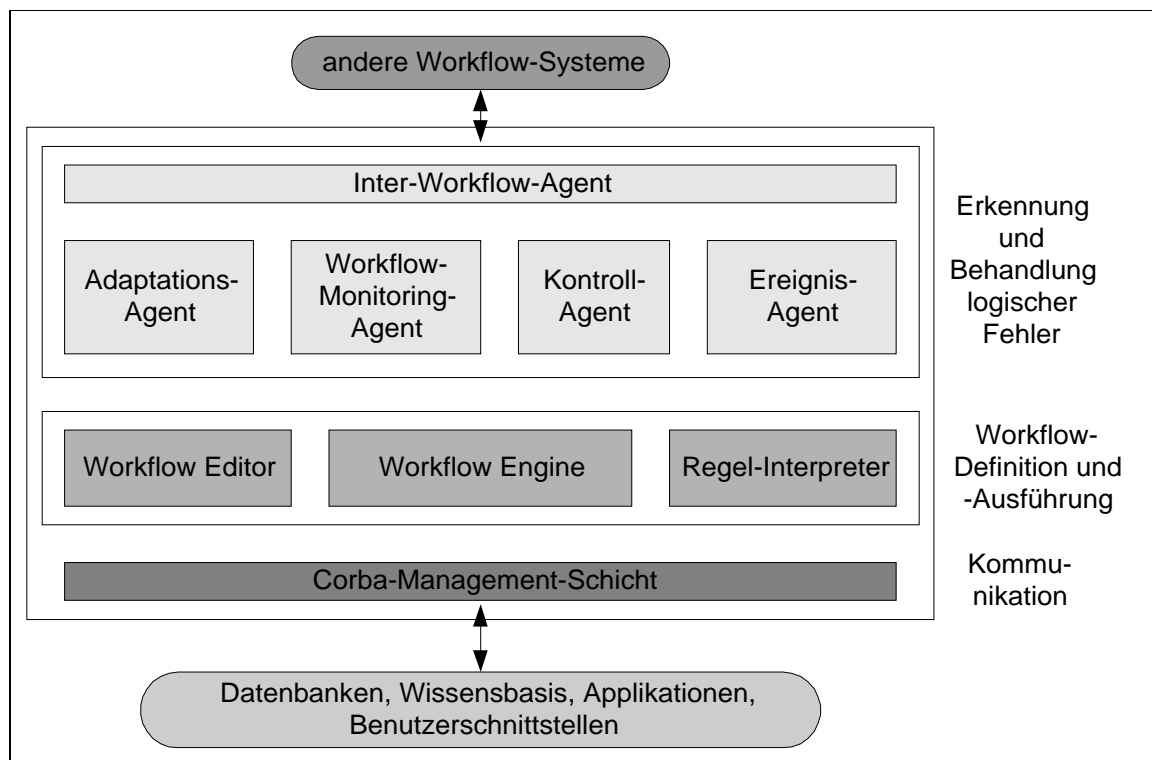 andere Workflow-Systeme
Inter-Workflow-Agent
Adaptations-
Agent
Workflow-
Monitoring-
Agent
Kontroll-
Agent
Ereignis-
Agent
Erkennung
und
Behandlung
logischer
Fehler
Workflow Editor
Workflow Engine
Regel-Interpreter
Workflow-
Definition und
-Ausführung
Corba-Management-Schicht
Kommu-
nikation
Datenbanken, Wissensbasis, Applikationen,
Benutzerschnittstellen